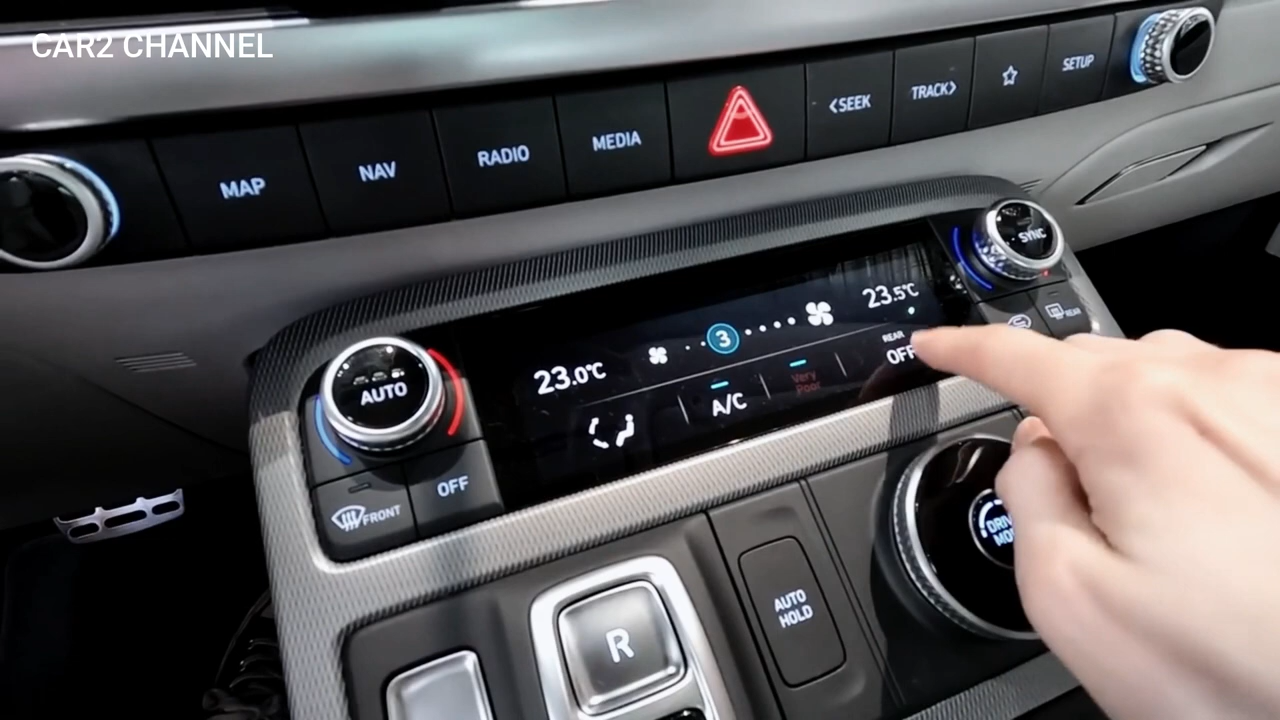 CAR2 CHANNEL
MAP
NAV
RADIO
MEDIA
<SEEK
TRACK>
SETUP
SYNC
REAR
23.0°C
3
23.5°C
AUTO
A/C
Very
Poor
REAR
OFF
FRONT
OFF
R
AUTO
HOLD